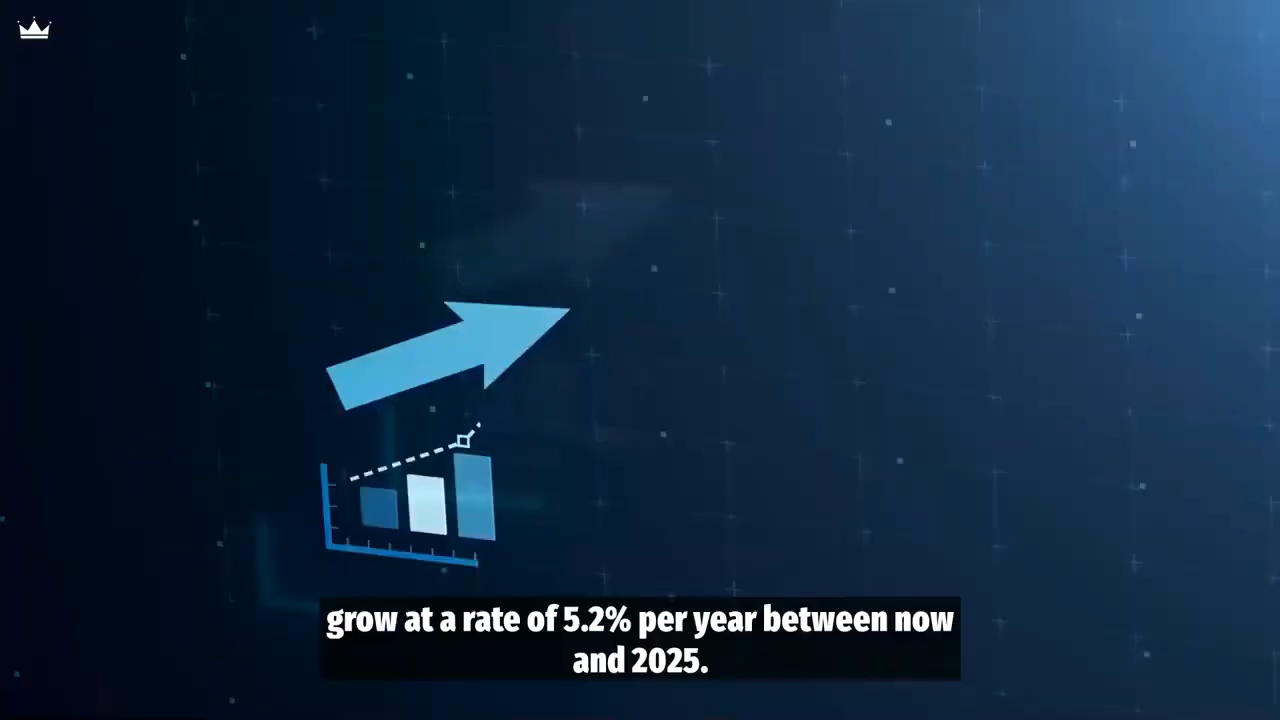 grow at a rate of 5.2% per year between now
and 2025.